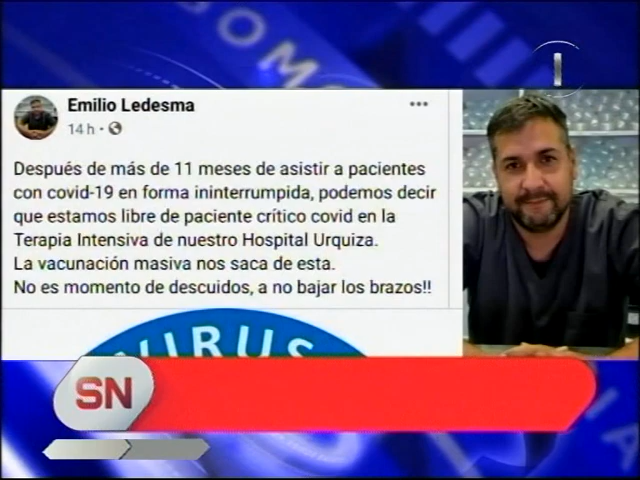 Emilio Ledesma
14 h
Después de más de 11 meses de asistir a pacientes
con covid-19 en forma ininterrumpida, podemos decir
que estamos libre de paciente crítico covid en la
Terapia Intensiva de nuestro Hospital Urquiza.
La vacunación masiva nos saca de esta.
No es momento de descuidos, a no bajar los brazos!!
VIRUS
SN